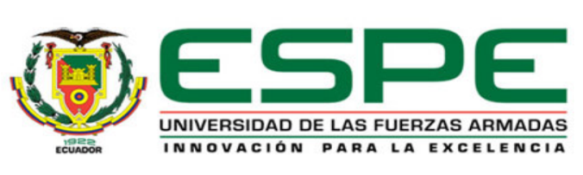 ESPE
UNIVERSIDAD DE LAS FUERZAS ARMADAS
INNOVACIÓN PARA LA EXCELENCIA
1922
ECUADOR